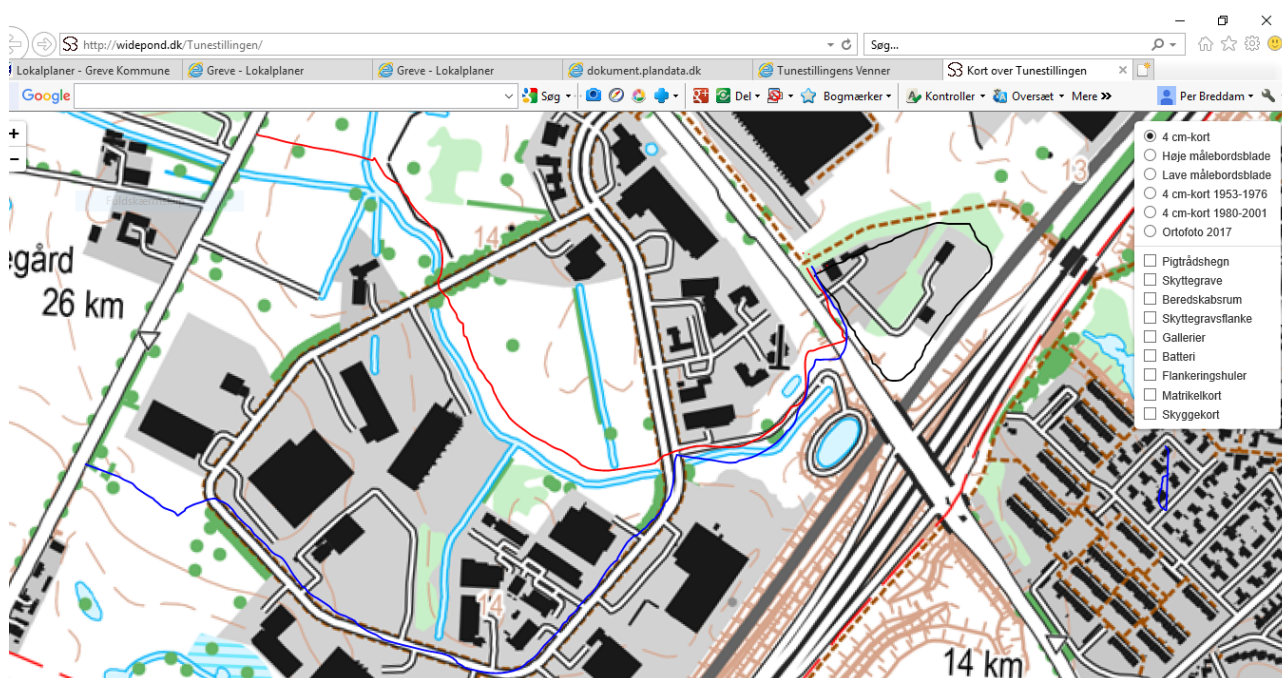 http://widepond.dk/Tunestillingen/
Søg...
Lokalplaner - Greve Kommune
Greve - Lokalplaner
Greve - Lokalplaner
dokument.plandata.dk
Tunestillingens Venner
Kort over Tunestillingen
Google
Søg
Del
Bogmærker
Kontroller
Oversæt
Mere »
Per Breddam
+
−
4 cm-kort
Høje målebordsblade
Lave målebordsblade
4 cm-kort 1953-1976
4 cm-kort 1980-2001
Ortofoto 2017
Pigtrådshegn
Skyttegrave
Beredskabsrum
Skyttegravsflanke
Gallerier
Batteri
Flankeringshuler
Matrikelkort
Skyggekort
13
14
egård
26 km
14
14 km